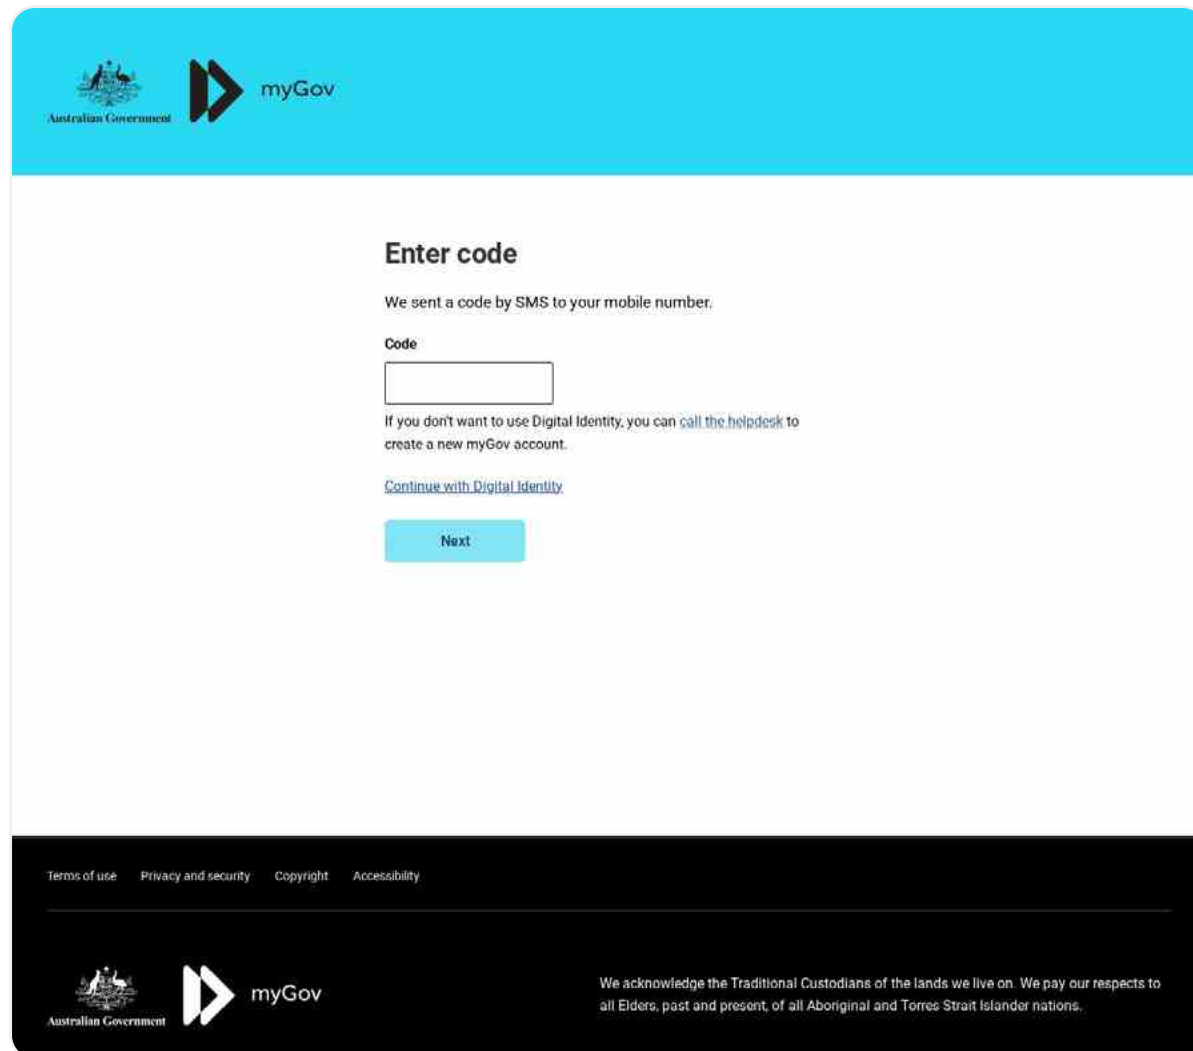 Australian Government
myGov
Enter code
We sent a code by SMS to your mobile number.
Code
If you don't want to use Digital Identity, you can call the helpdesk to
create a new myGov account.
Continue with Digital Identity
Next
Terms of use Privacy and security Copyright Accessibility
Australian Government
myGov
We acknowledge the Traditional Custodians of the lands we live on. We pay our respects to
all Elders, past and present, of all Aboriginal and Torres Strait Islander nations.